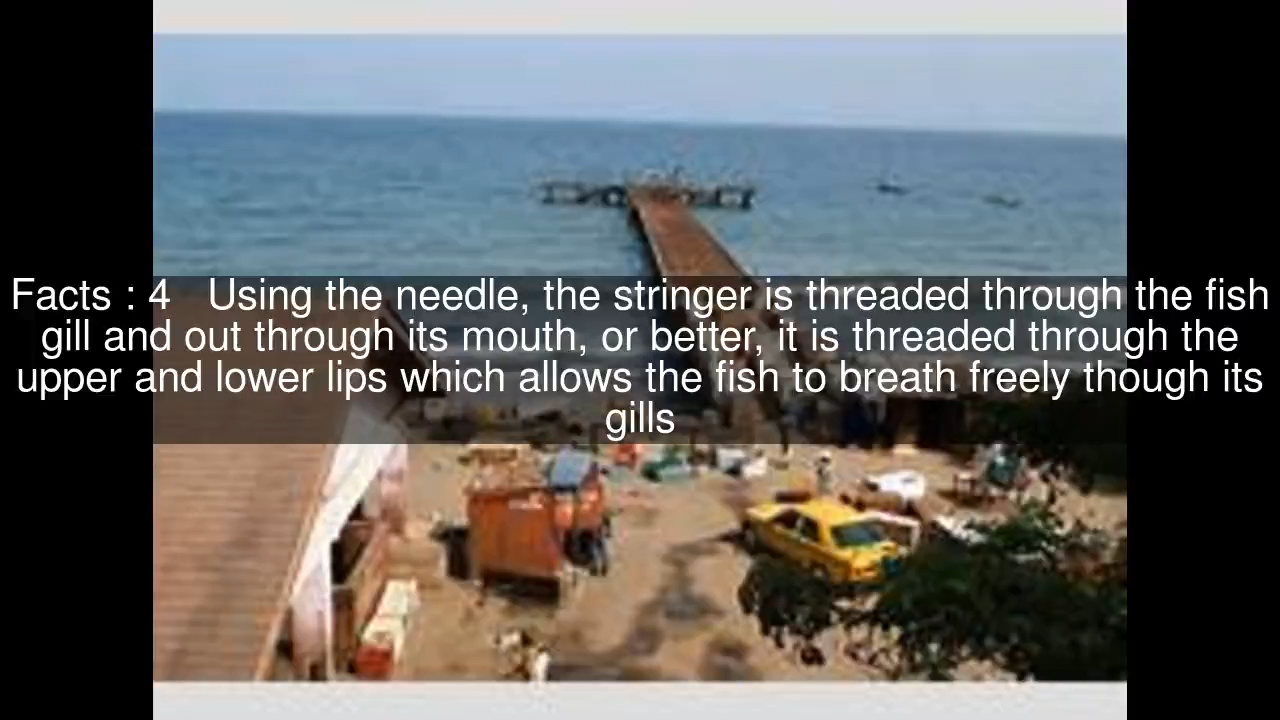 Facts : 4 Using the needle, the stringer is threaded through the fish
gill and out through its mouth, or better, it is threaded through the
upper and lower lips which allows the fish to breath freely though its
gills